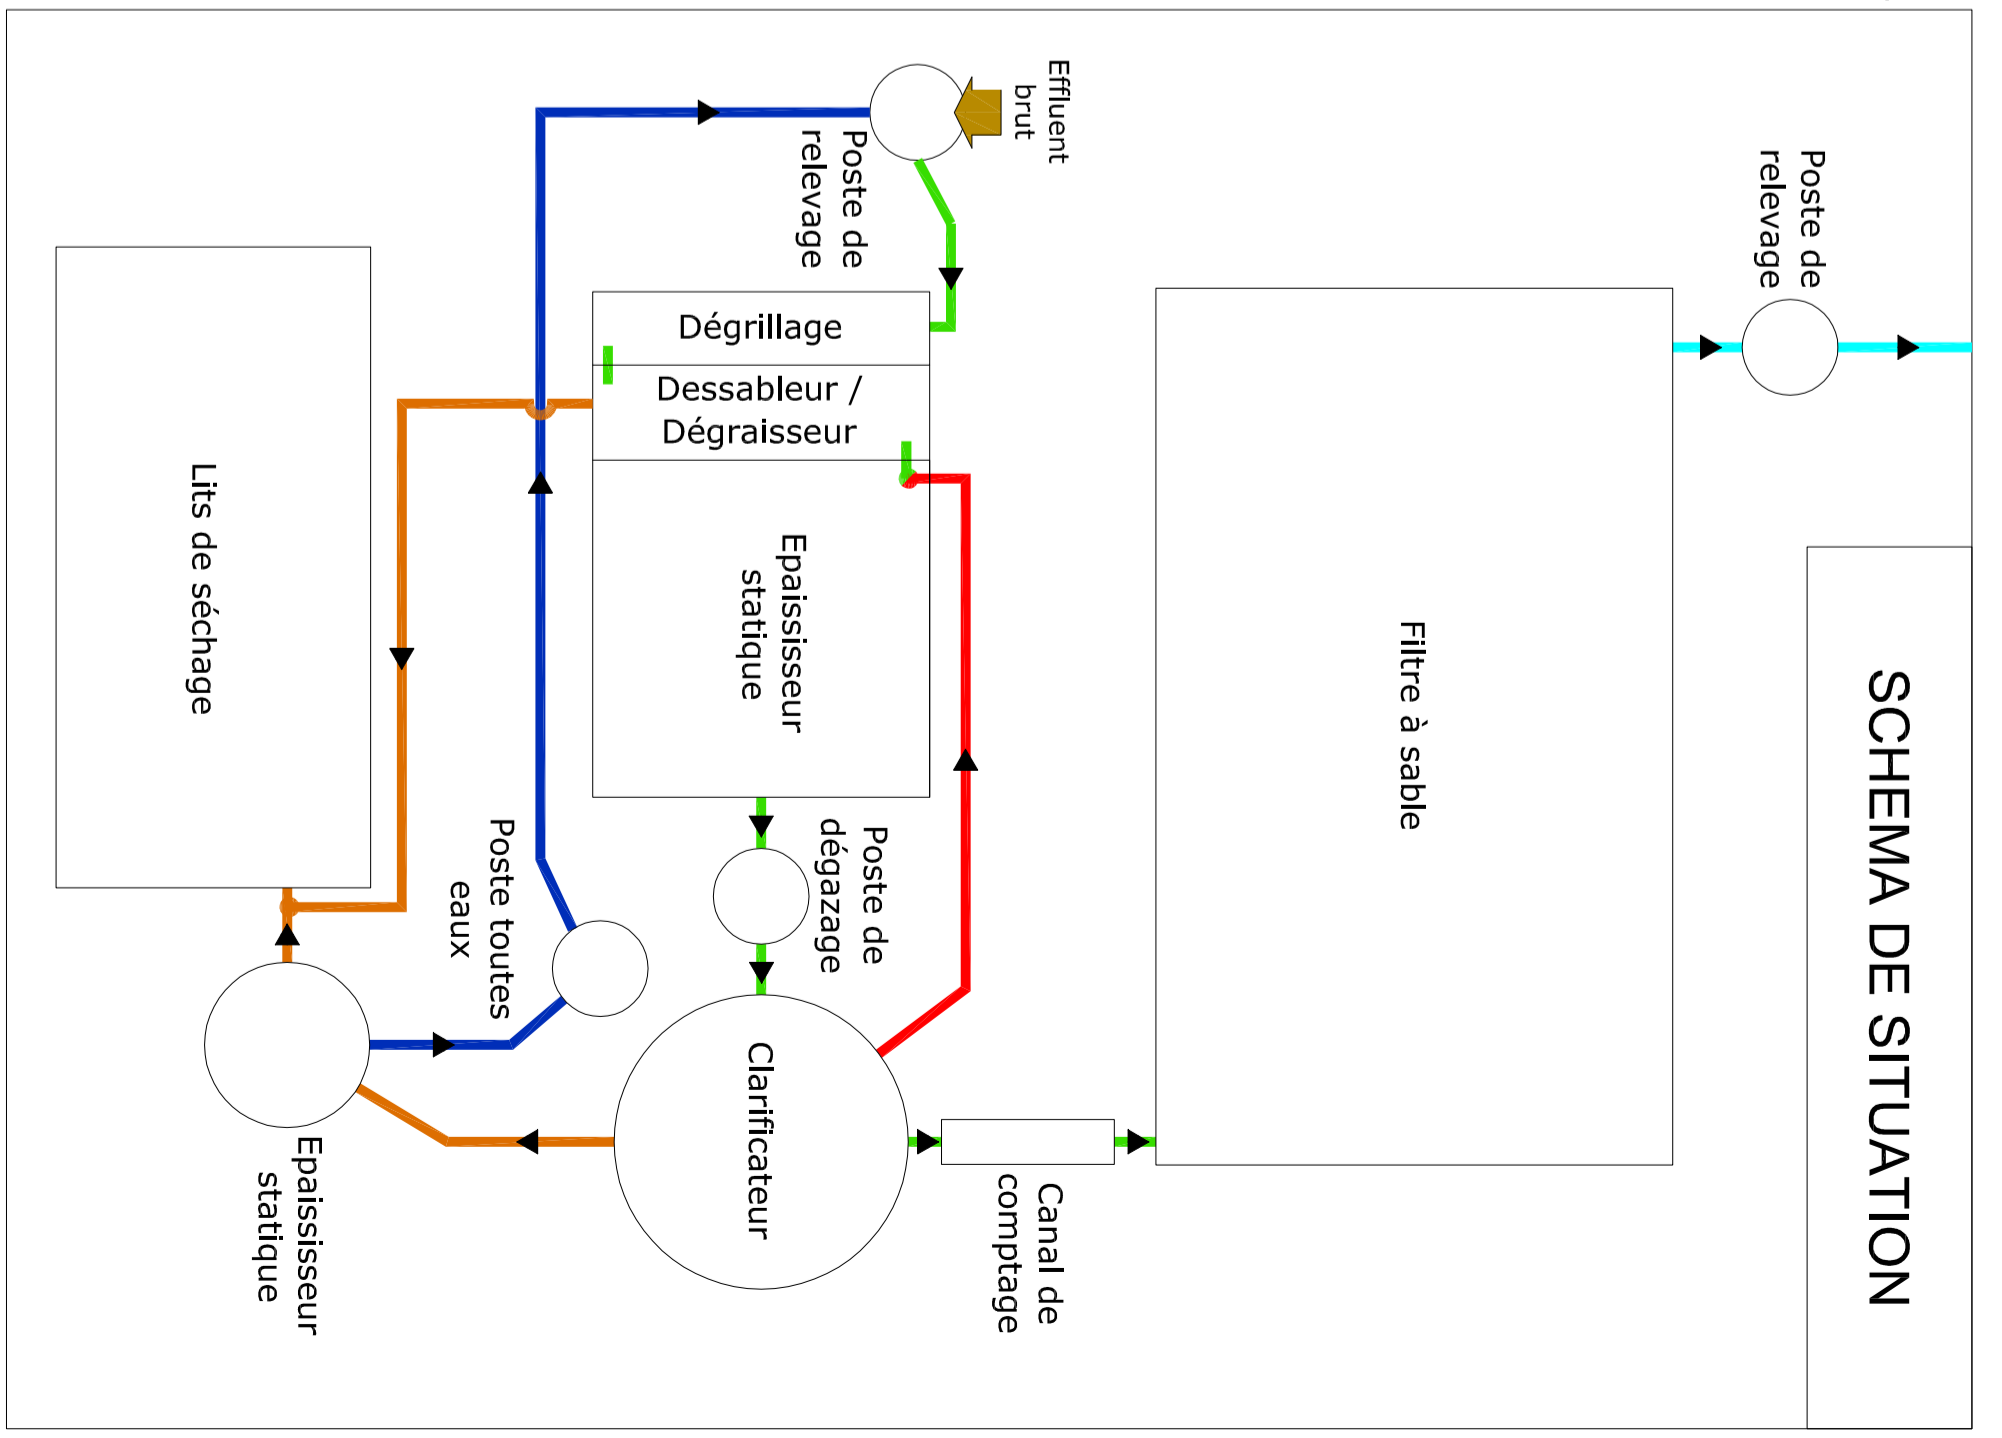 SCHEMA DE SITUATION
Poste de
relevage
Effluent
brut
Poste de
relevage
Dégrillage
Dessableur /
Dégraisseur
Epaississeur
statique
Filtre à sable
Lits de séchage
Poste de
dégazage
Poste toutes
eaux
Clarificateur
Canal de
comptage
Epaississeur
statique